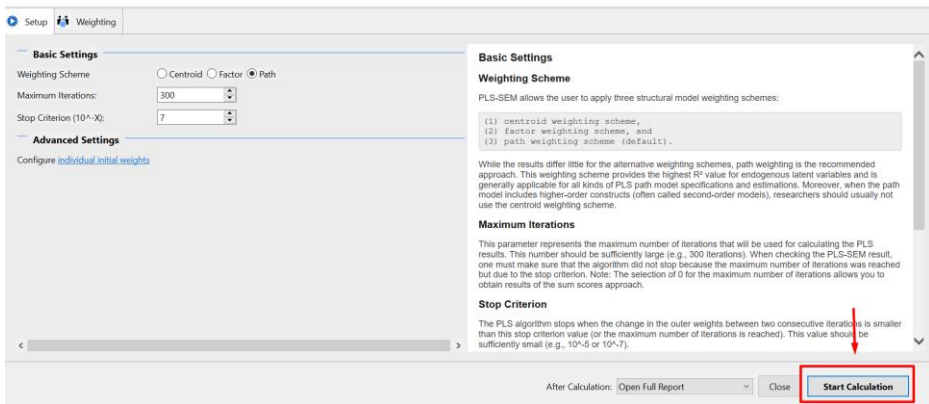 Setup Weighting
Basic Settings
Weighting Scheme Centroid Factor Path
Maximum Iterations: 300
Stop Criterion (10^-X): 7
Advanced Settings
Configure individual initial weights
Basic Settings
Weighting Scheme
PLS-SEM allows the user to apply three structural model weighting schemes:
(1) centroid weighting scheme,
(2) factor weighting scheme, and
(3) path weighting scheme (default).
While the results differ little for the alternative weighting schemes, path weighting is the recommended
approach. This weighting scheme provides the highest R² value for endogenous latent variables and is
generally applicable for all kinds of PLS path model specifications and estimations. Moreover, when the path
model includes higher-order constructs (often called second-order models), researchers should usually not
use the centroid weighting scheme.
Maximum Iterations
This parameter represents the maximum number of iterations that will be used for calculating the PLS
results. This number should be sufficiently large (e.g., 300 iterations). When checking the PLS-SEM result,
one must make sure that the algorithm did not stop because the maximum number of iterations was reached
but due to the stop criterion. Note: The selection of 0 for the maximum number of iterations allows you to
obtain results of the sum scores approach.
Stop Criterion
The PLS algorithm stops when the change in the outer weights between two consecutive iterations is smaller
than this stop criterion value (or the maximum number of iterations is reached). This value should be
sufficiently small (e.g., 10^-5 or 10^-7).
After Calculation: Open Full Report Close Start Calculation